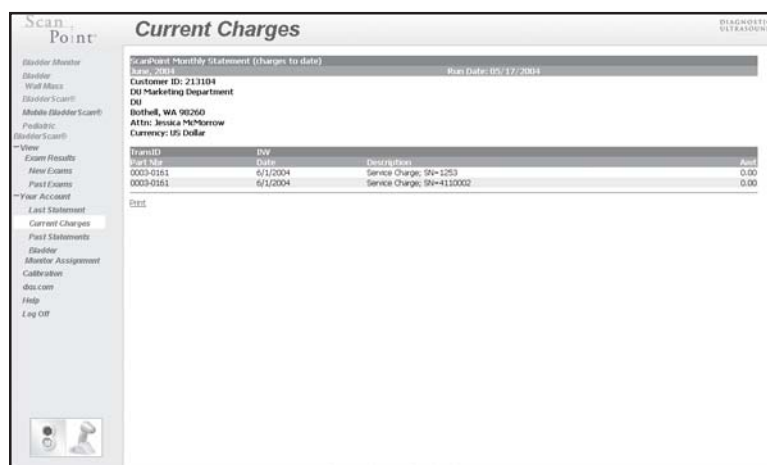 Scan
Point
Current Charges
DIAGNOSTIC
ULTRASOUND
Bladder Monitor
Bladder
Wall Mass
BladderScan®
Mobile BladderScan®
Pediatric
BladderScan®
View
Exam Results
New Exams
Past Exams
Your Account
Last Statement
Current Charges
Past Statements
Bladder
Monitor Assignment
Calibration
dxu.com
Help
Log Off
ScanPoint Monthly Statement (charges to date)
June, 2004 Run Date: 05/17/2004
Customer ID: 213104
DU Marketing Department
DU
Bothell, WA 98260
Attn: Jessica McMorrow
Currency: US Dollar
TransID INV
Part Nbr Date Description Amt
0003-0161 6/1/2004 Service Charge; SN=1253 0.00
0003-0161 6/1/2004 Service Charge; SN=4110002 0.00
Print